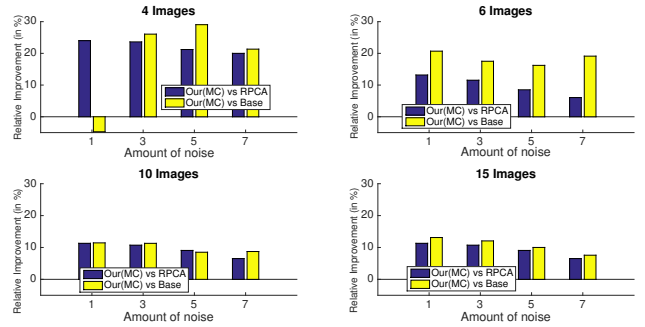 4 Images
Relative Improvement (in %)
30
20
10
0
Our(MC) vs RPCA
Our(MC) vs Base
1 3 5 7
Amount of noise
6 Images
Relative Improvement (in %)
30
20
10
0
Our(MC) vs RPCA
Our(MC) vs Base
1 3 5 7
Amount of noise
10 Images
Relative Improvement (in %)
30
20
10
0
Our(MC) vs RPCA
Our(MC) vs Base
1 3 5 7
Amount of noise
15 Images
Relative Improvement (in %)
30
20
10
0
Our(MC) vs RPCA
Our(MC) vs Base
1 3 5 7
Amount of noise